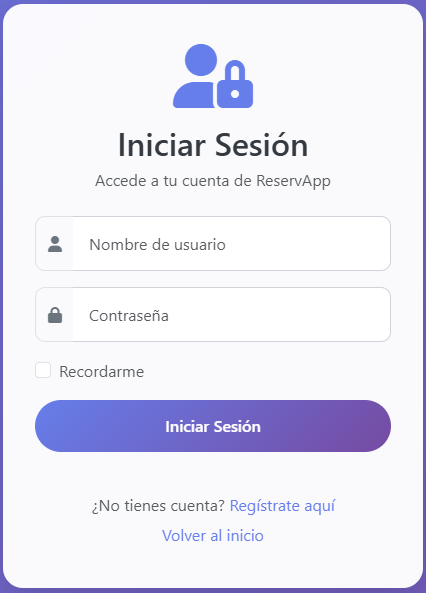 Iniciar Sesión
Accede a tu cuenta de ReservApp
Nombre de usuario
Contraseña
Recordarme
Iniciar Sesión
¿No tienes cuenta? Regístrate aquí
Volver al inicio